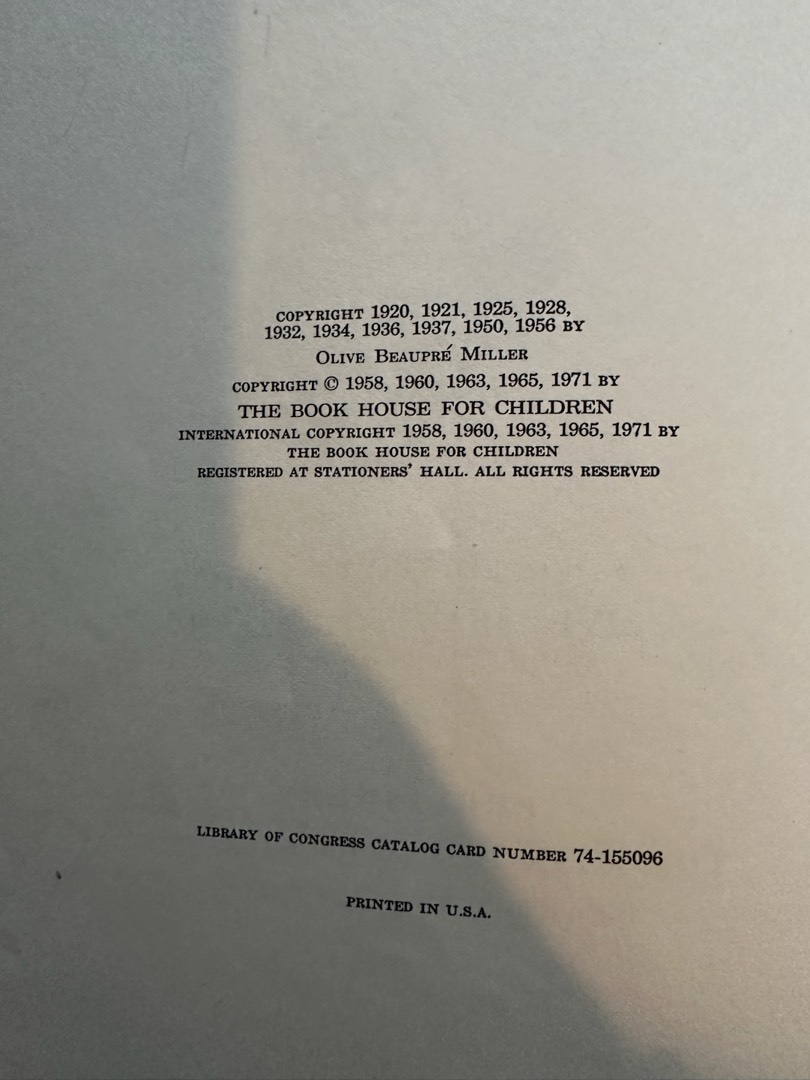 COPYRIGHT 1920, 1921, 1925, 1928,
1932, 1934, 1936, 1937, 1950, 1956 BY
OLIVE BEAUPRÉ MILLER
COPYRIGHT © 1958, 1960, 1963, 1965, 1971 BY
THE BOOK HOUSE FOR CHILDREN
INTERNATIONAL COPYRIGHT 1958, 1960, 1963, 1965, 1971 BY
THE BOOK HOUSE FOR CHILDREN
REGISTERED AT STATIONERS' HALL. ALL RIGHTS RESERVED
LIBRARY OF CONGRESS CATALOG CARD NUMBER 74-155096
PRINTED IN U.S.A.